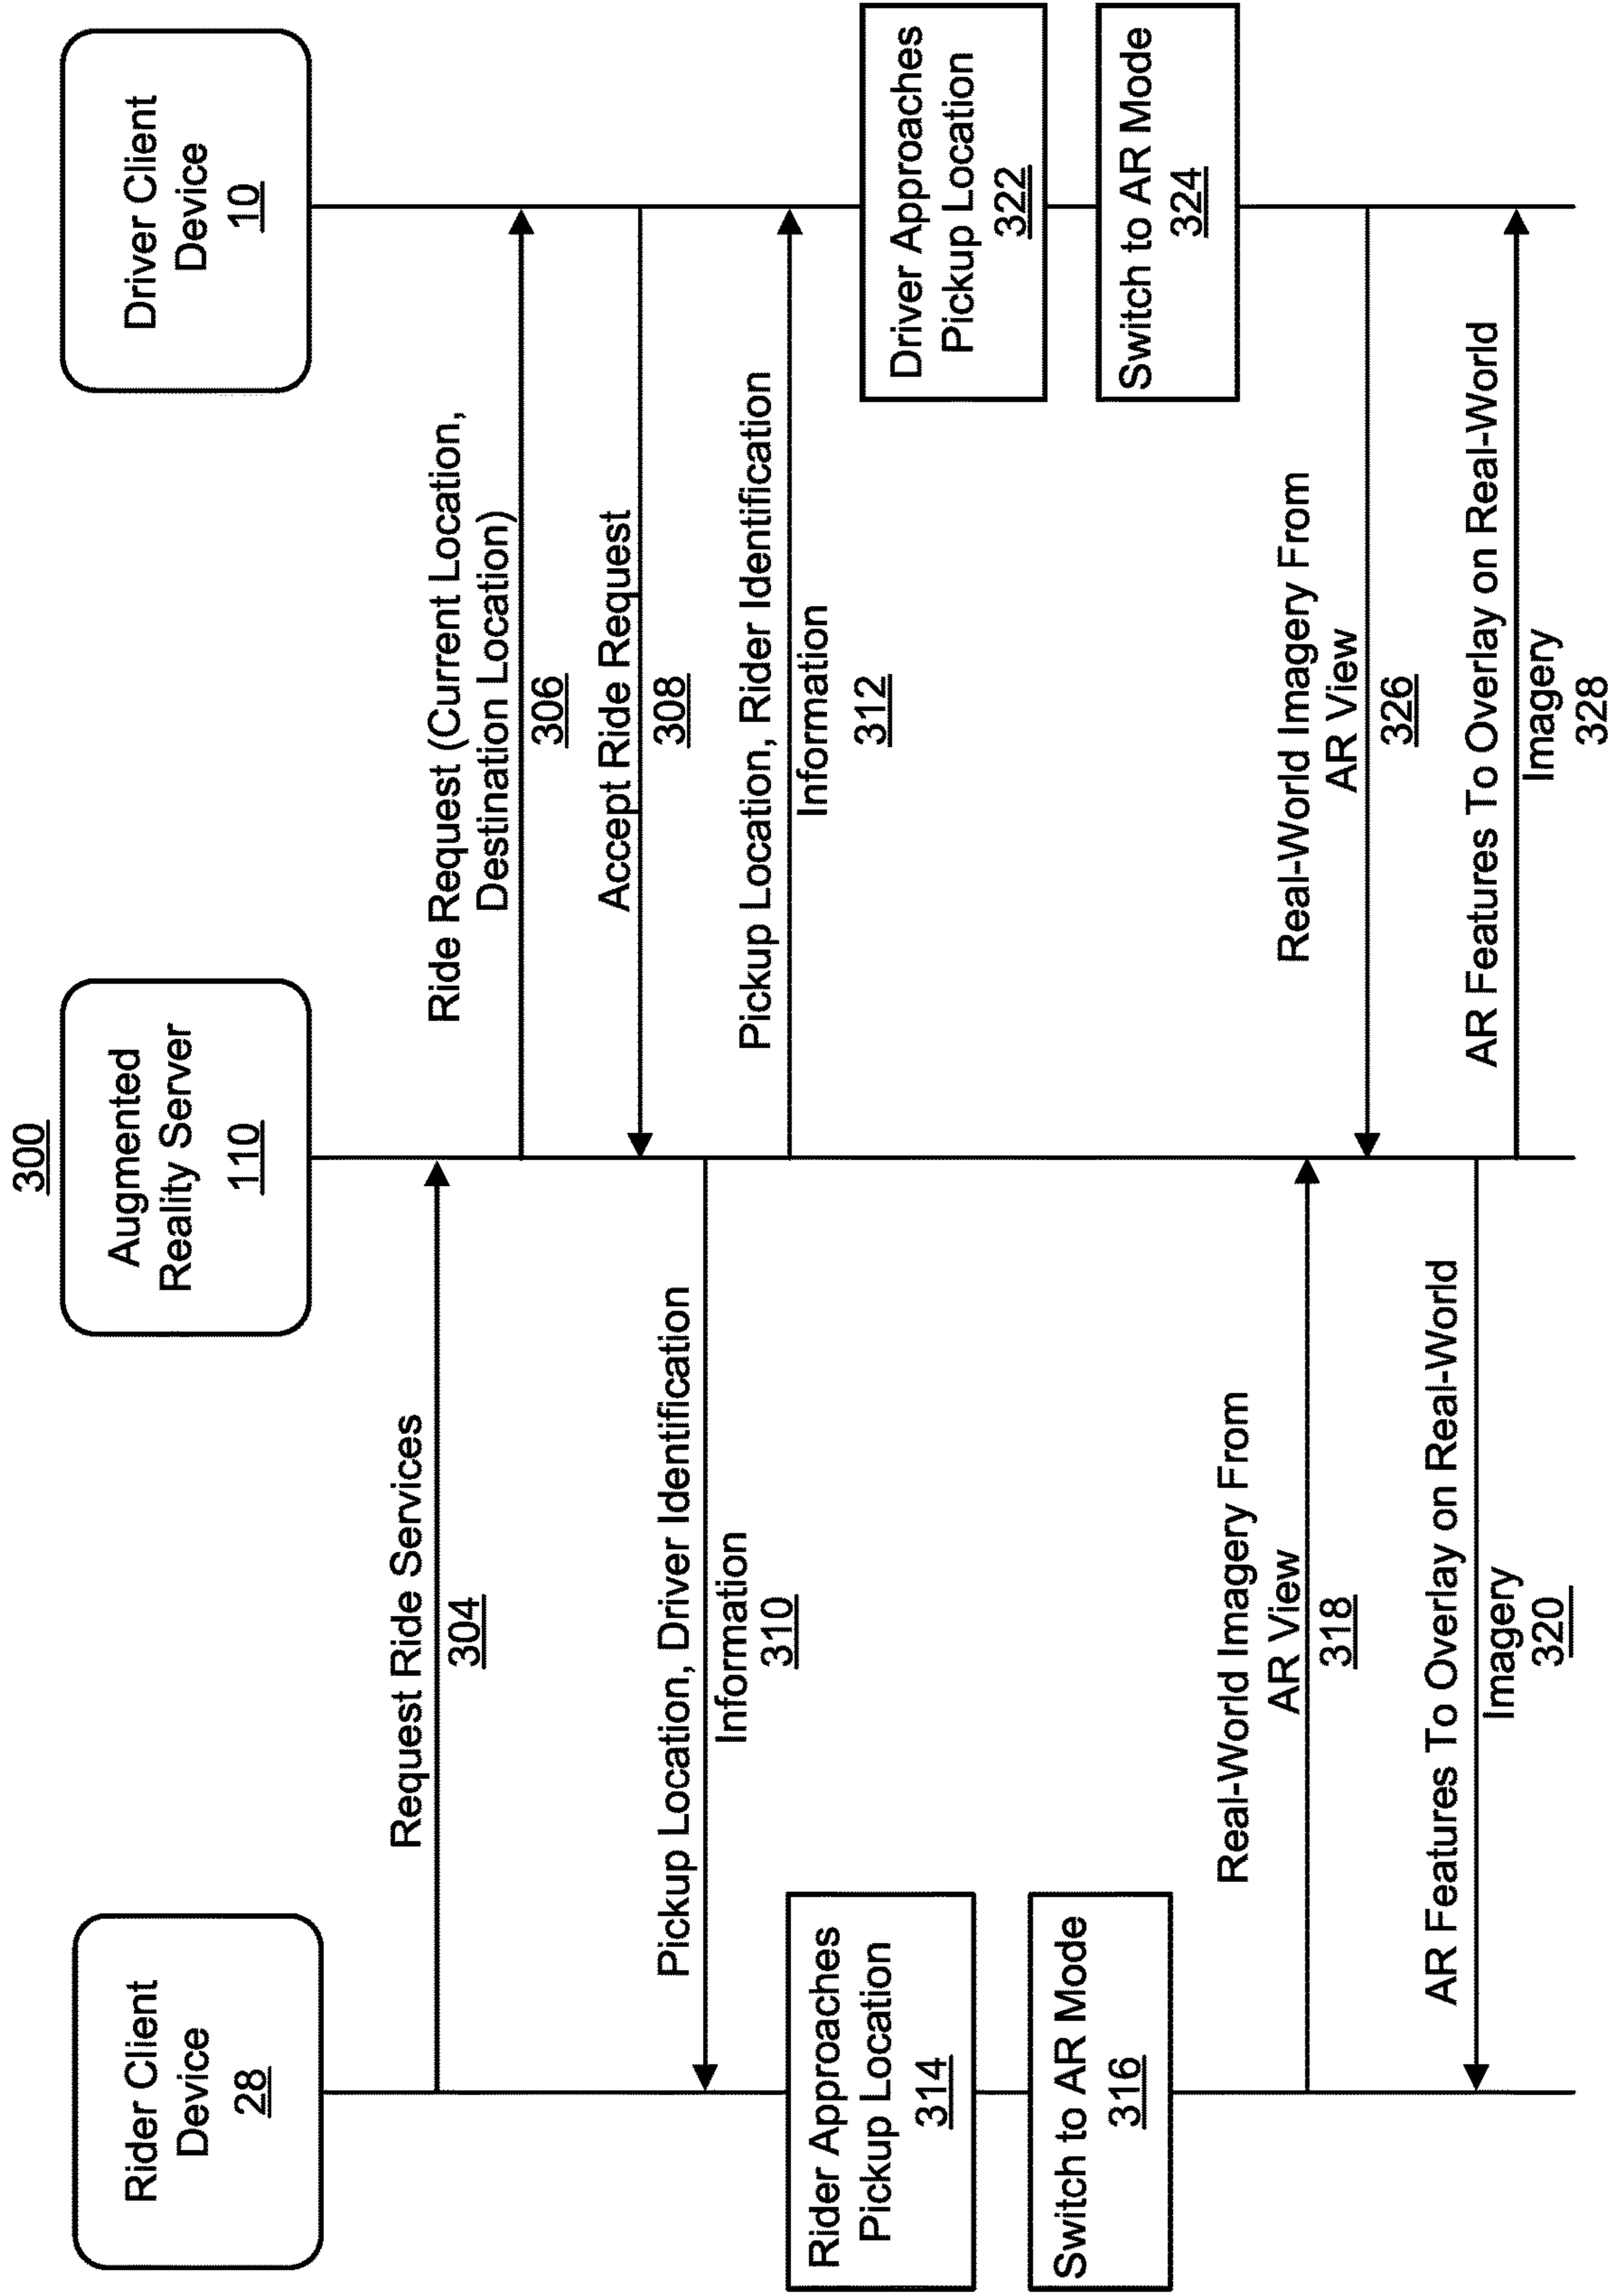 300
Rider Client
Device
28
Augmented
Reality Server
110
Driver Client
Device
10
Request Ride Services
304
Ride Request (Current Location,
Destination Location)
306
Accept Ride Request
308
Pickup Location, Driver Identification
Information
310
Pickup Location, Rider Identification
Information
312
Rider Approaches
Pickup Location
314
Switch to AR Mode
316
Driver Approaches
Pickup Location
322
Switch to AR Mode
324
Real-World Imagery From
AR View
318
Real-World Imagery From
AR View
326
AR Features To Overlay on Real-World
Imagery
320
AR Features To Overlay on Real-World
Imagery
328